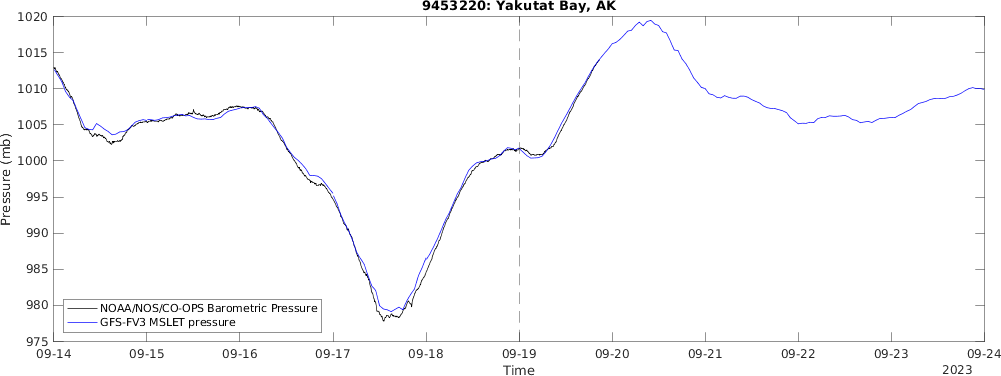 9453220: Yakutat Bay, AK
1020
1015
1010
1005
1000
995
990
985
980
975
Pressure (mb)
NOAA/NOS/CO-OPS Barometric Pressure
GFS-FV3 MSLET pressure
09-14 09-15 09-16 09-17 09-18 09-19 09-20 09-21 09-22 09-23 09-24
Time
2023